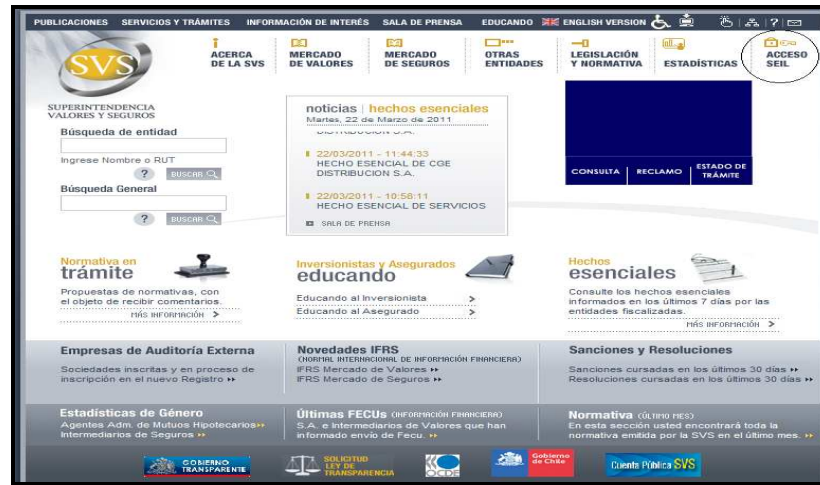 PUBLICACIONES SERVICIOS Y TRÁMITES INFORMACIÓN DE INTERÉS SALA DE PRENSA EDUCANDO ENGLISH VERSION
ACERCA DE LA SVS
MERCADO DE VALORES
MERCADO DE SEGUROS
OTRAS ENTIDADES
LEGISLACIÓN Y NORMATIVA
ESTADÍSTICAS
ACCESO SEIL
SVS
SUPERINTENDENCIA
VALORES Y SEGUROS
Búsqueda de entidad
Ingrese Nombre o RUT
? BUSCAR
Búsqueda General
? BUSCAR
noticias | hechos esenciales
Martes, 22 de Marzo de 2011
DISTRIBUCION S.A.
22/03/2011 - 11:44:33
HECHO ESENCIAL DE CGE
DISTRIBUCION S.A.
22/03/2011 - 10:56:11
HECHO ESENCIAL DE SERVICIOS
SALA DE PRENSA
CONSULTA | RECLAMO | ESTADO DE TRÁMITE
Normativa en
trámite
Propuestas de normativas, con
el objeto de recibir comentarios.
MÁS INFORMACIÓN >
Inversionistas y Asegurados
educando
Educando al Inversionista >
Educando al Asegurado >
Hechos
esenciales
Consulte los hechos esenciales
informados en los últimos 7 días por las
entidades fiscalizadas.
MÁS INFORMACIÓN >
Empresas de Auditoría Externa
Sociedades inscritas y en proceso de
inscripción en el nuevo Registro
Novedades IFRS
(NORMAL INTERNACIONAL DE INFORMACIÓN FINANCIERA)
IFRS Mercado de Valores
IFRS Mercado de Seguros
Sanciones y Resoluciones
Sanciones cursadas en los últimos 30 días
Resoluciones cursadas en los últimos 30 días
Estadísticas de Género
Agentes Adm. de Mutuos Hipotecarios
Intermediarios de Seguros
Últimas FECUs (INFORMACIÓN FINANCIERA)
S.A. e Intermediarios de Valores que han
informado envío de Fecu.
Normativa (ÚLTIMO MES)
En esta sección usted encontrará toda la
normativa emitida por la SVS en el último mes.
GOBIERNO TRANSPARENTE
SOLICITUD LEY DE TRANSPARENCIA
OCDE
Gobierno de Chile
Cuenta Pública SVS